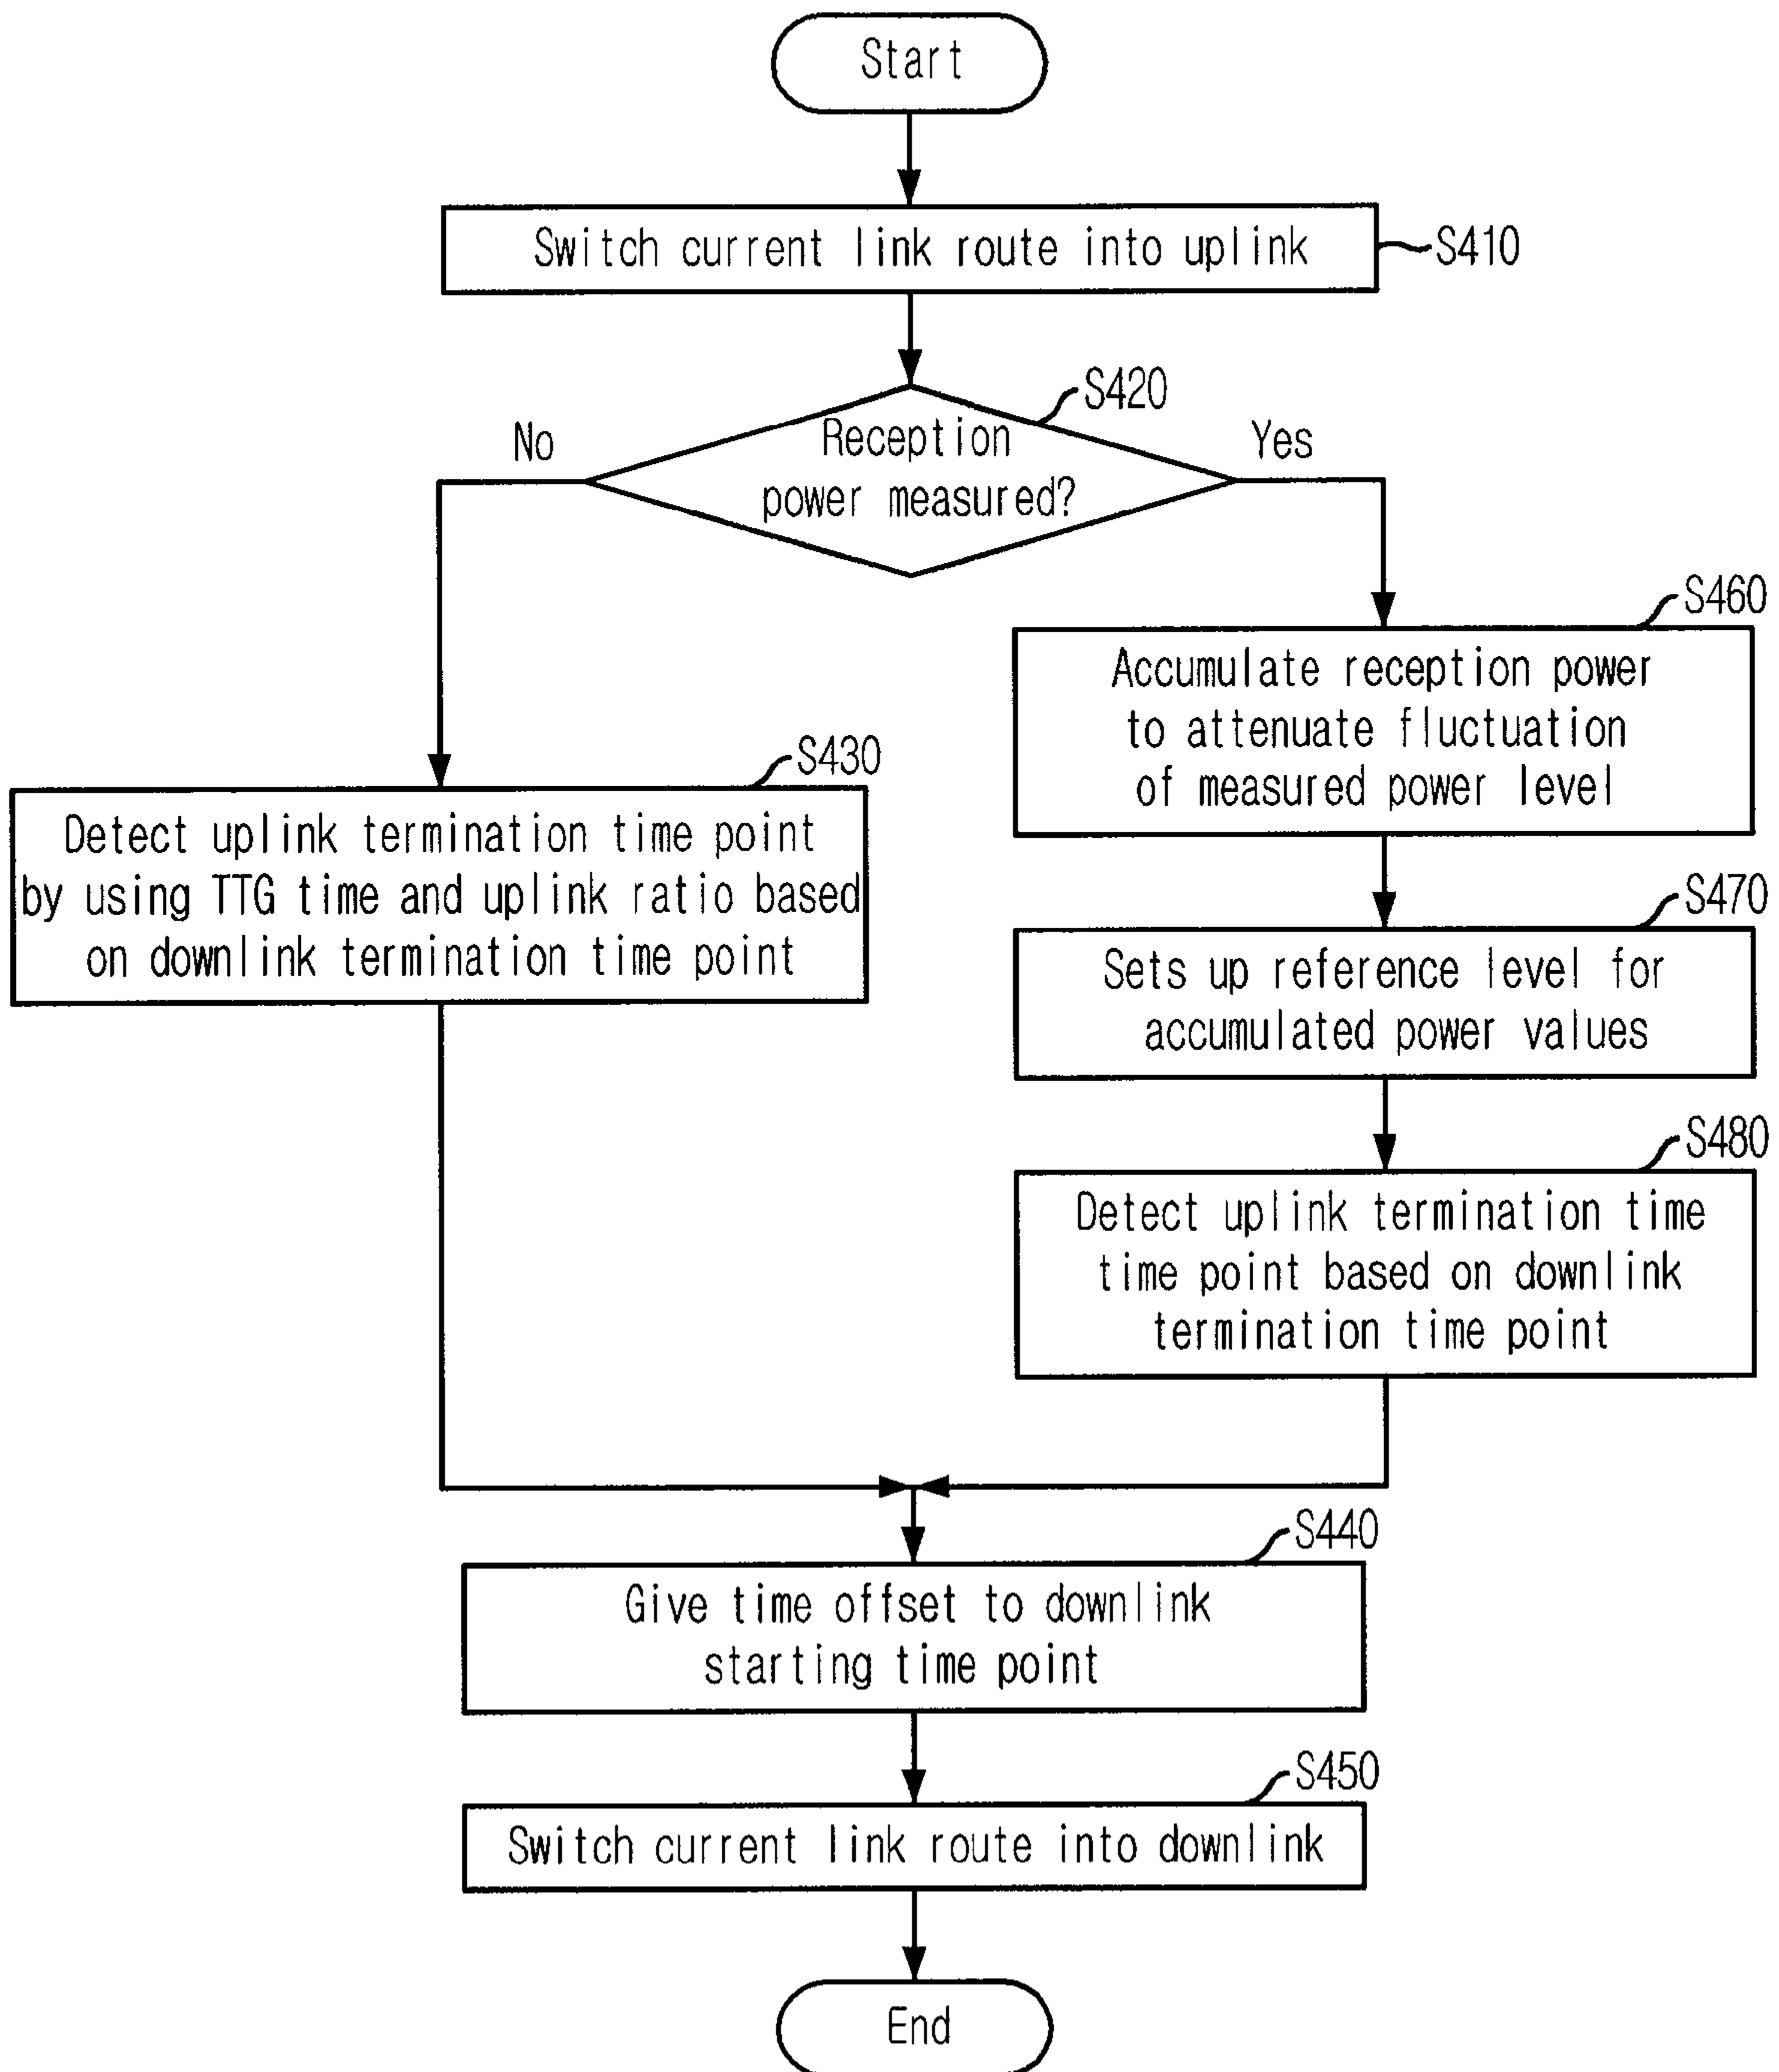 Start
Switch current link route into uplink
S410
S420
No
Reception
power measured?
Yes
S460
Accumulate reception power
to attenuate fluctuation
of measured power level
S430
Detect uplink termination time point
by using TTG time and uplink ratio based
on downlink termination time point
S470
Sets up reference level for
accumulated power values
S480
Detect uplink termination time
time point based on downlink
termination time point
S440
Give time offset to downlink
starting time point
S450
Switch current link route into downlink
End